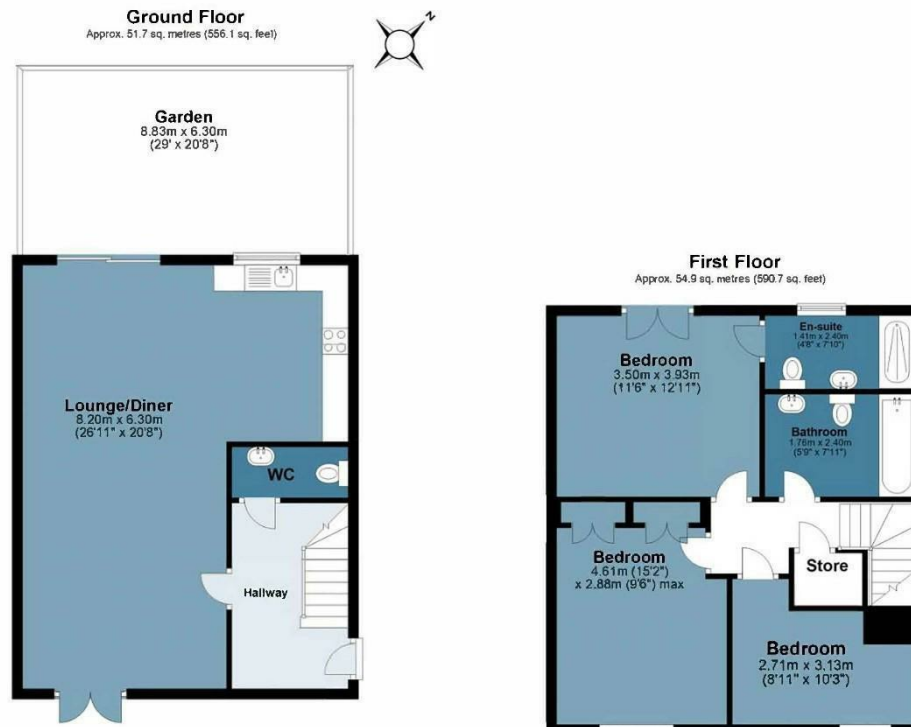 Ground Floor
Approx. 51.7 sq. metres (556.1 sq. feet)
N
Garden
8.83m x 6.30m
(29' x 20'8")
Lounge/Diner
8.20m x 6.30m
(26'11" x 20'8")
WC
Hallway
First Floor
Approx. 54.9 sq. metres (590.7 sq. feet)
Bedroom
3.50m x 3.93m
(11'6" x 12'11")
En-suite
1.41m x 2.40m
(4'8" x 7'10")
Bathroom
1.76m x 2.40m
(5'9" x 7'11")
Bedroom
4.61m (15'2")
x 2.88m (9'6") max
Store
Bedroom
2.71m x 3.13m
(8'11" x 10'3")